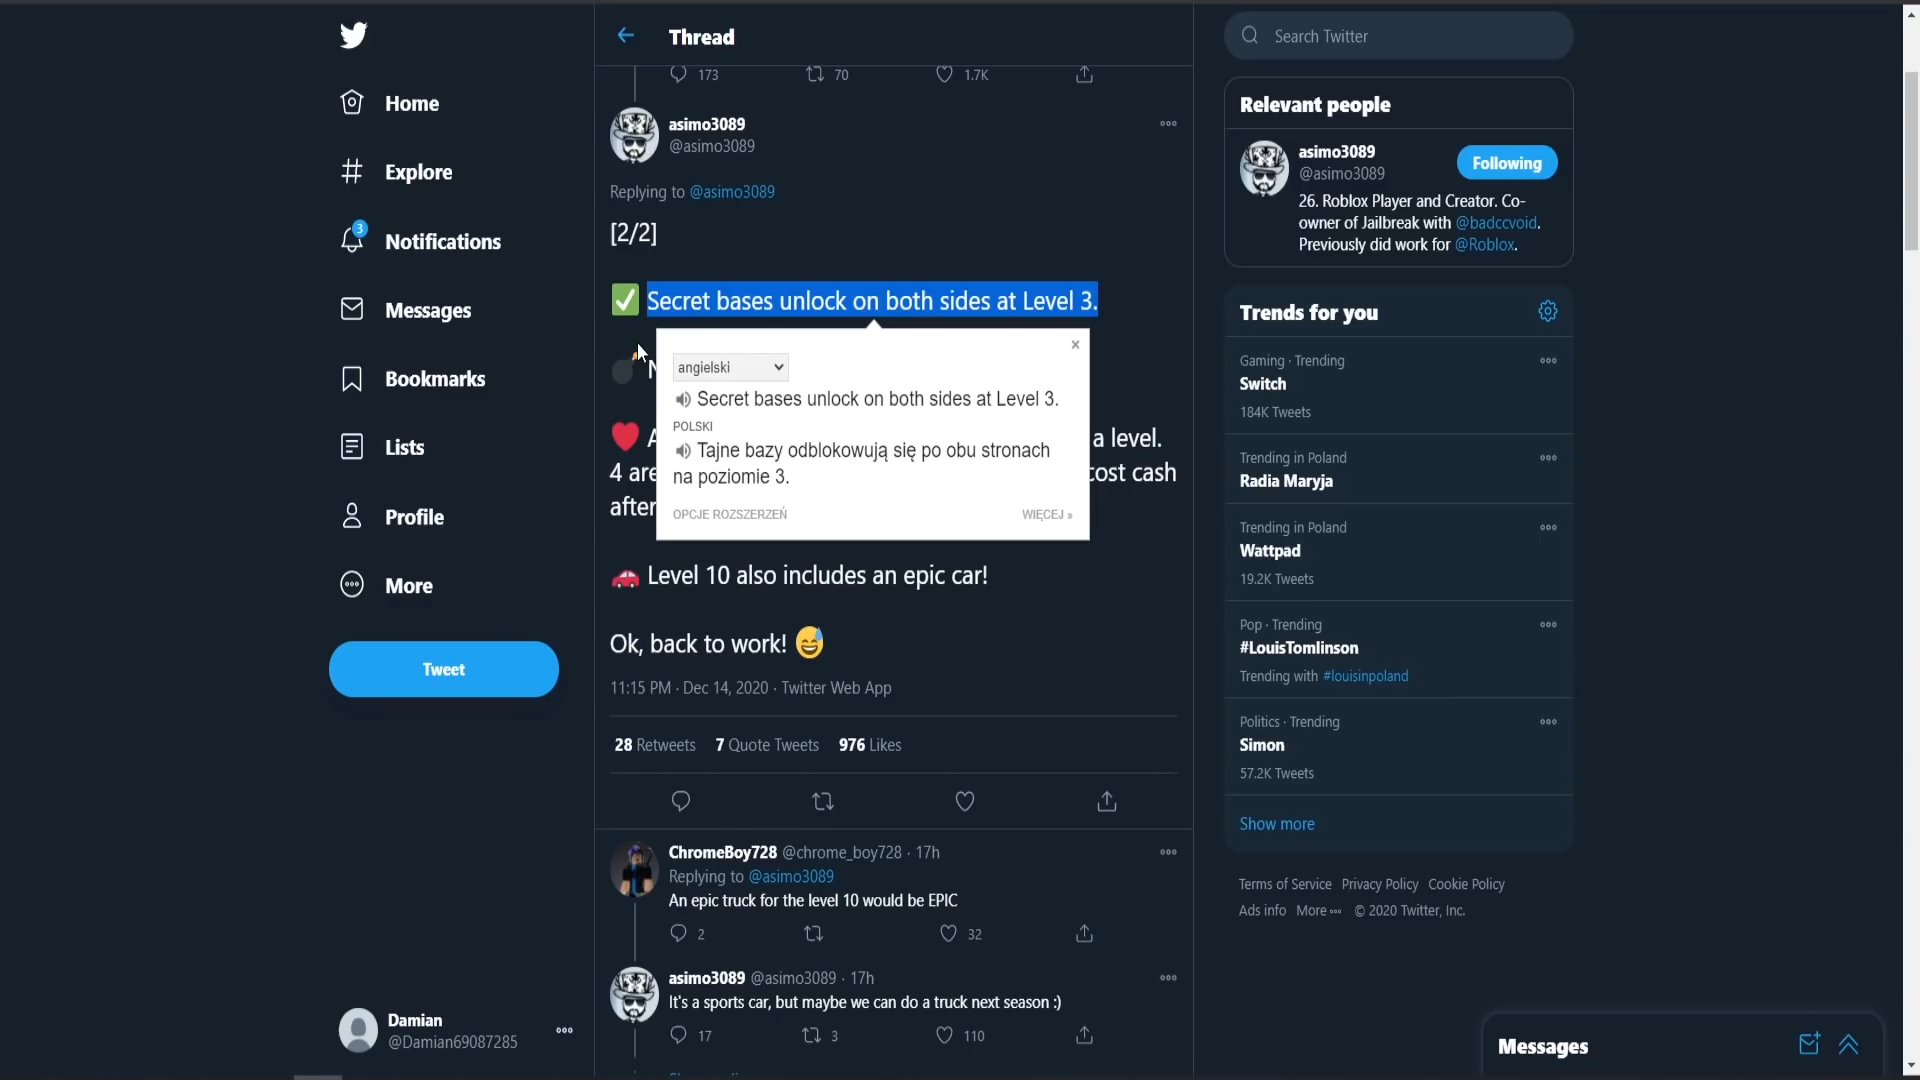 Home
Explore
3
Notifications
Messages
Bookmarks
Lists
Profile
More
Tweet
Damian
@Damian69087285
Thread
173 70 1.7K
asimo3089
@asimo3089
Replying to @asimo3089
[2/2]
Secret bases unlock on both sides at Level 3.
angielski
Secret bases unlock on both sides at Level 3.
POLSKI
Tajne bazy odblokowują się po obu stronach
na poziomie 3.
OPCJE ROZSZERZEŃ WIĘCEJ »
a level.
4 are cost cash
after
Level 10 also includes an epic car!
Ok, back to work!
11:15 PM · Dec 14, 2020 · Twitter Web App
28 Retweets 7 Quote Tweets 976 Likes
ChromeBoy728 @chrome_boy728 · 17h
Replying to @asimo3089
An epic truck for the level 10 would be EPIC
2 32
asimo3089 @asimo3089 · 17h
It's a sports car, but maybe we can do a truck next season :)
17 3 110
Search Twitter
Relevant people
asimo3089
@asimo3089
Following
26. Roblox Player and Creator. Co-
owner of Jailbreak with @badccvoid.
Previously did work for @Roblox.
Trends for you
Gaming · Trending
Switch
184K Tweets
Trending in Poland
Radia Maryja
Trending in Poland
Wattpad
19.2K Tweets
Pop · Trending
#LouisTomlinson
Trending with #louisinpoland
Politics · Trending
Simon
57.2K Tweets
Show more
Terms of Service Privacy Policy Cookie Policy
Ads info More © 2020 Twitter, Inc.
Messages